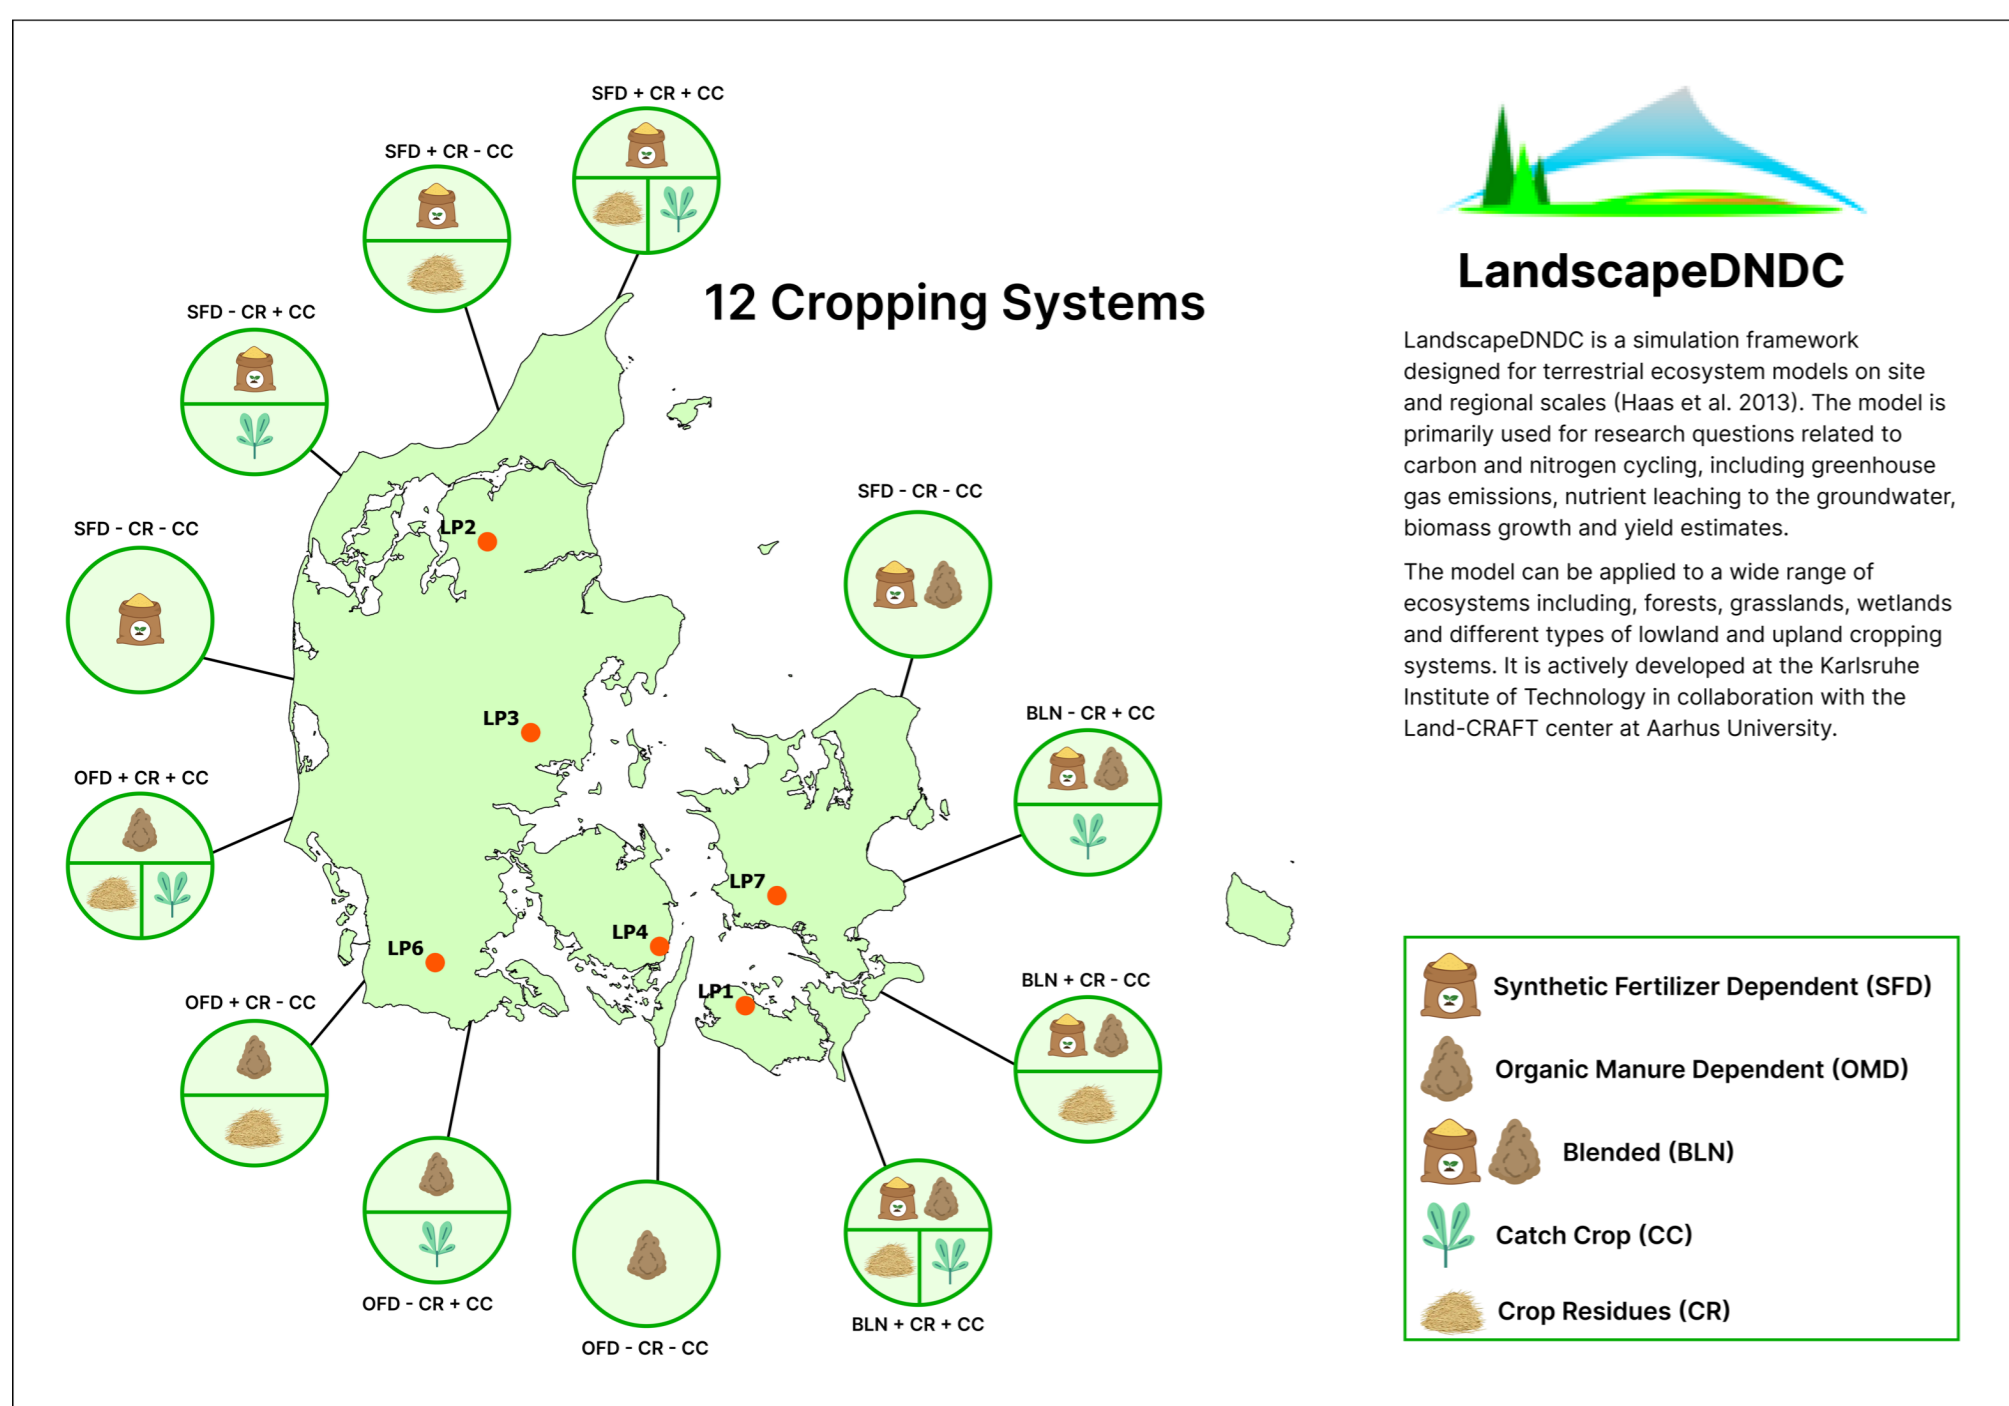 SFD + CR + CC
SFD + CR - CC
12 Cropping Systems
SFD - CR + CC
SFD - CR - CC
SFD - CR - CC
LP2
LP3
BLN - CR + CC
OFD + CR + CC
LP7
LP4
LP6
LP1
BLN + CR - CC
OFD + CR - CC
OFD - CR + CC
BLN + CR + CC
OFD - CR - CC
LandscapeDNDC
LandscapeDNDC is a simulation framework
designed for terrestrial ecosystem models on site
and regional scales (Haas et al. 2013). The model is
primarily used for research questions related to
carbon and nitrogen cycling, including greenhouse
gas emissions, nutrient leaching to the groundwater,
biomass growth and yield estimates.
The model can be applied to a wide range of
ecosystems including, forests, grasslands, wetlands
and different types of lowland and upland cropping
systems. It is actively developed at the Karlsruhe
Institute of Technology in collaboration with the
Land-CRAFT center at Aarhus University.
Synthetic Fertilizer Dependent (SFD)
Organic Manure Dependent (OMD)
Blended (BLN)
Catch Crop (CC)
Crop Residues (CR)